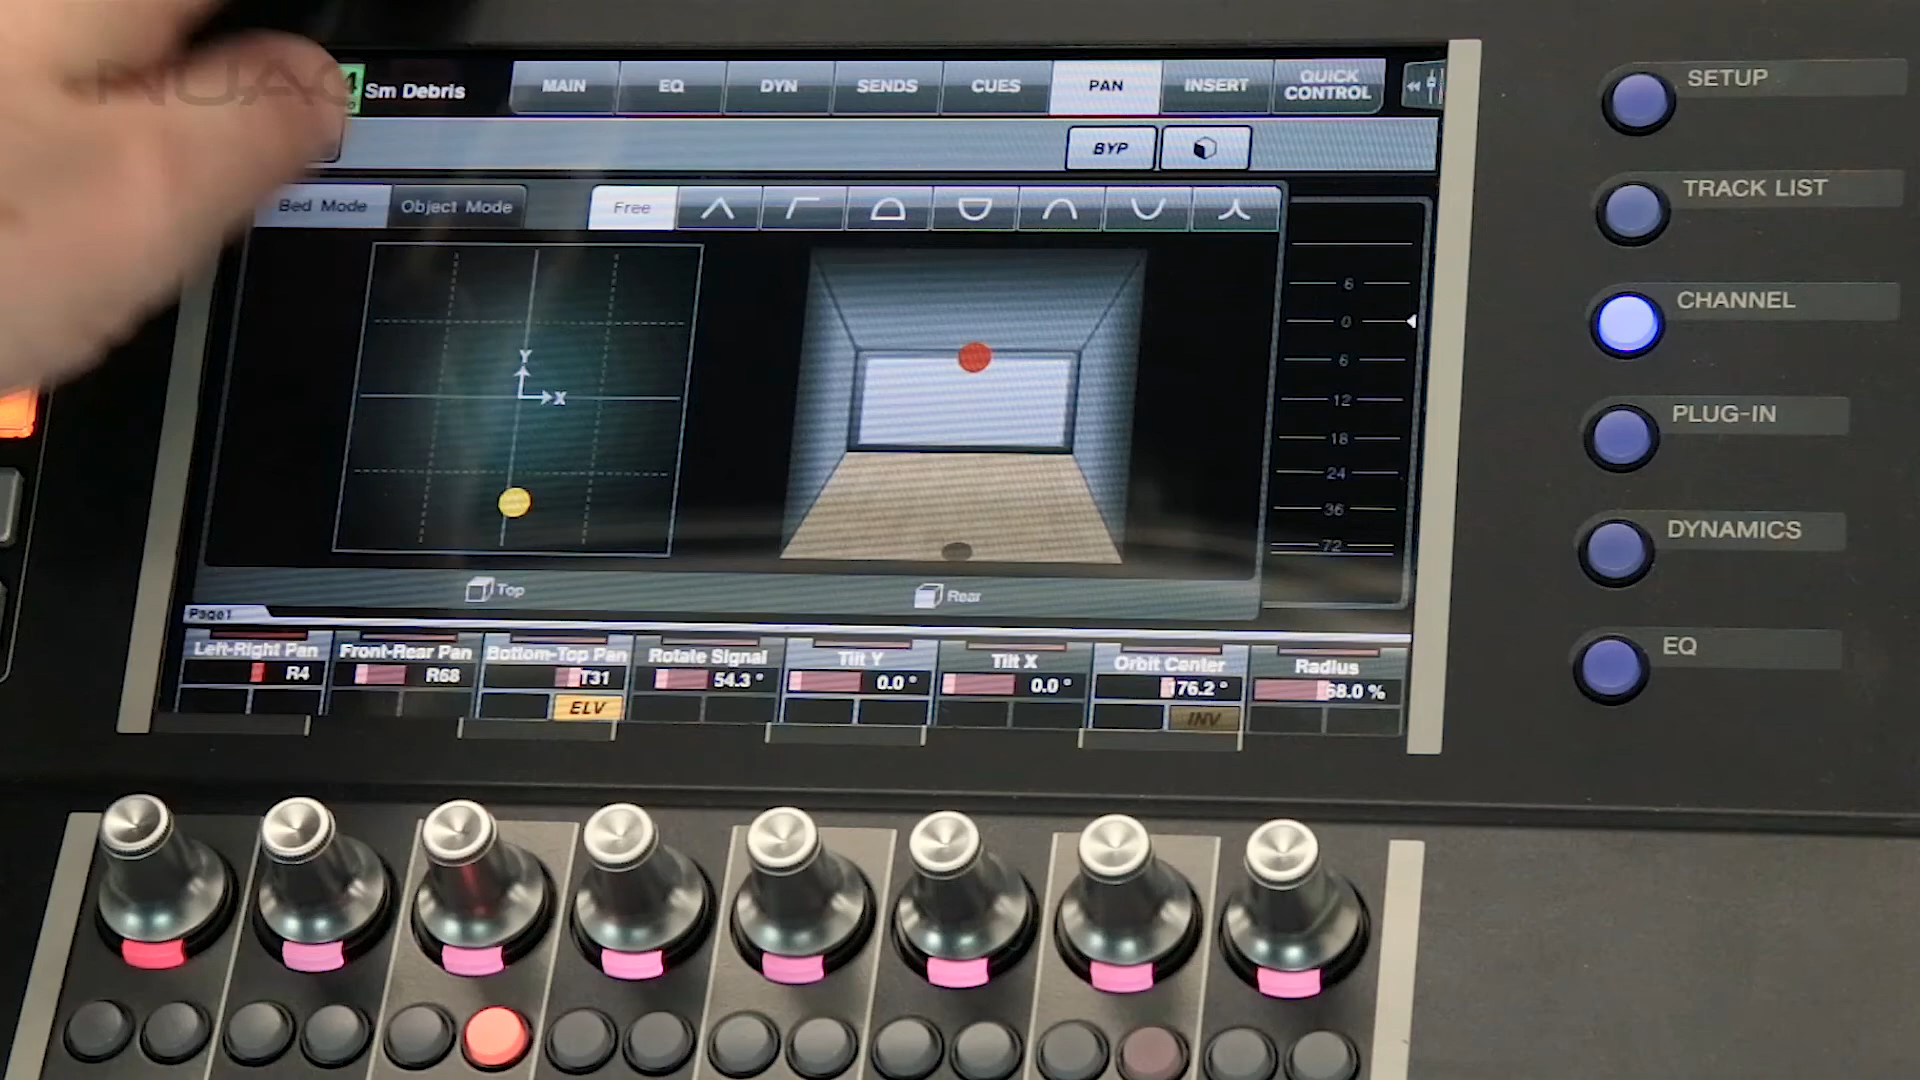 NUAG
4
Sm Debris
MAIN
EQ
DYN
SENDS
CUES
PAN
INSERT
QUICK
CONTROL
SETUP
BYP
TRACK LIST
Bed Mode
Object Mode
Free
CHANNEL
6
0
6
12
18
24
36
72
Y
X
PLUG-IN
DYNAMICS
Top
Rear
Page1
EQ
Left-Right Pan
Front-Rear Pan
Bottom-Top Pan
Rotate Signal
Tilt Y
Tilt X
Orbit Center
Radius
R4
R68
T31
54.3 °
0.0 °
0.0 °
176.2 °
68.0 %
ELV
INV